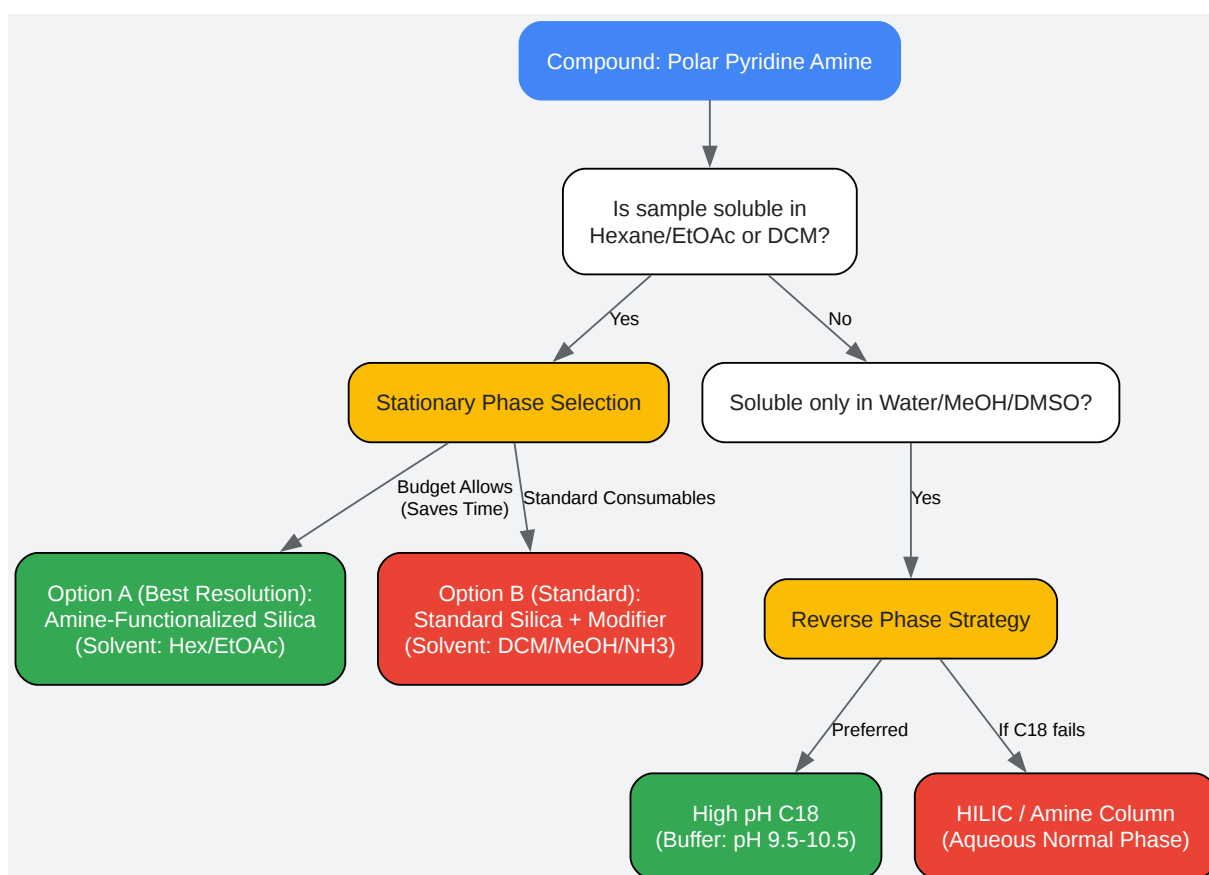 Compound: Polar Pyridine Amine
Is sample soluble in
Hexane/EtOAc or DCM?
Yes
No
Stationary Phase Selection
Soluble only in Water/MeOH/DMSO?
Budget Allows
(Saves Time)
Standard Consumables
Yes
Option A (Best Resolution):
Amine-Functionalized Silica
(Solvent: Hex/EtOAc)
Option B (Standard):
Standard Silica + Modifier
(Solvent: DCM/MeOH/NH3)
Reverse Phase Strategy
Preferred
If C18 fails
High pH C18
(Buffer: pH 9.5-10.5)
HILIC / Amine Column
(Aqueous Normal Phase)